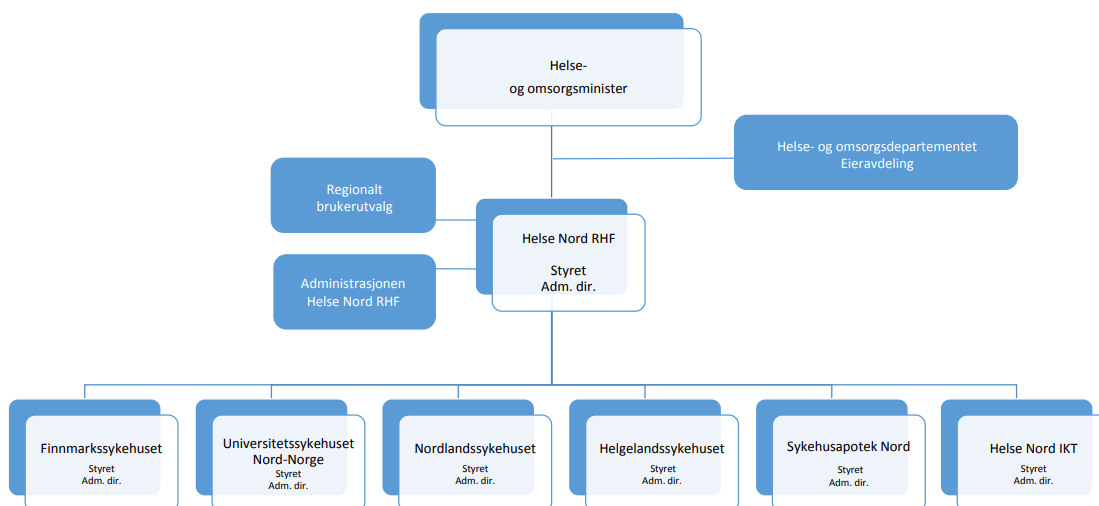 Helse-
og omsorgsminister
Helse- og omsorgsdepartementet
Eieravdeling
Regionalt
brukerutvalg
Helse Nord RHF
Styret
Adm. dir.
Administrasjonen
Helse Nord RHF
Finnmarkssykehuset
Styret
Adm. dir.
Universitetssykehuset
Nord-Norge
Styret
Adm. dir.
Nordlandssykehuset
Styret
Adm. dir.
Helgelandssykehuset
Styret
Adm. dir.
Sykehusapotek Nord
Styret
Adm. dir.
Helse Nord IKT
Styret
Adm. dir.